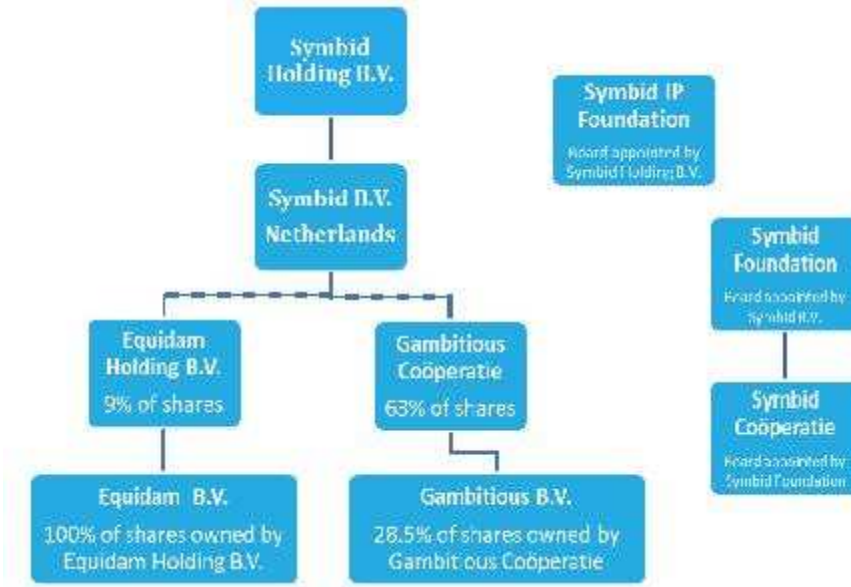 Symbid
Holding B.V.
Symbid IP
Foundation
Board appointed by
Symbid Holding B.V.
Symbid B.V.
Netherlands
Symbid
Foundation
Board appointed by
Symbid B.V.
Equidam
Holding B.V.
9% of shares
Gambitious
Coöperatie
63% of shares
Symbid
Coöperatie
Board appointed by
Symbid Foundation
Equidam B.V.
100% of shares owned by
Equidam Holding B.V.
Gambitious B.V.
28.5% of shares owned by
Gambitious Coöperatie